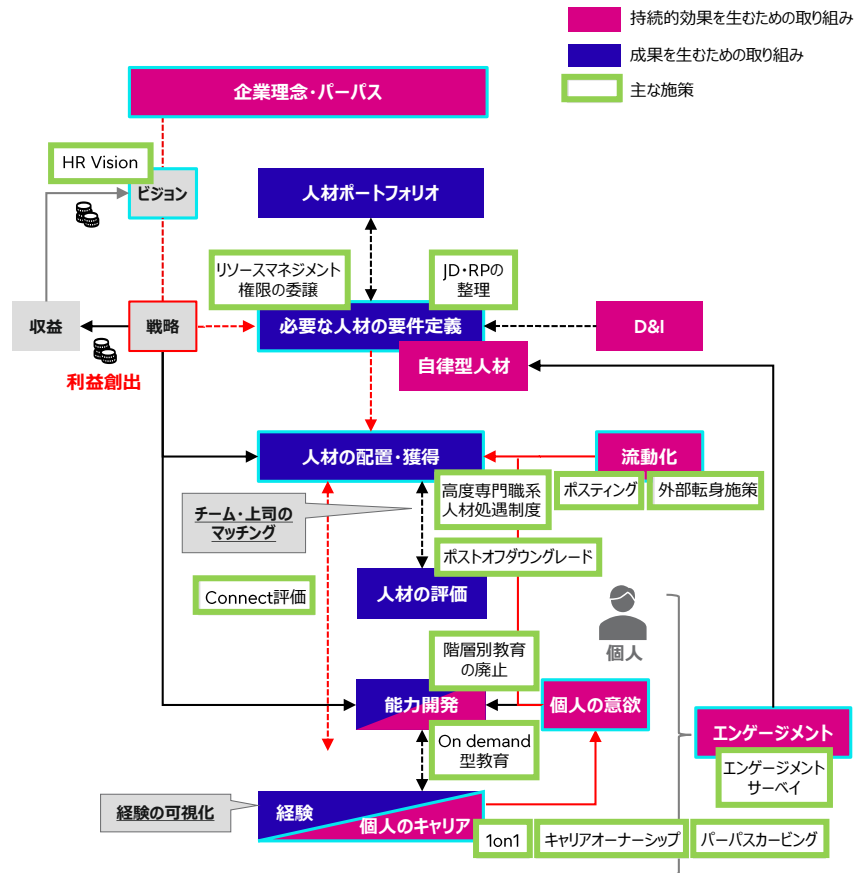 持続的効果を生むための取り組み
成果を生むための取り組み
主な施策
企業理念・パーパス
HR Vision
ビジョン
人材ポートフォリオ
リソースマネジメント
権限の委譲
JD・RPの
整理
収益
戦略
必要な人材の要件定義
D&I
自律型人材
利益創出
人材の配置・獲得
流動化
高度専門職系
人材処遇制度
ポスティング
外部転身施策
チーム・上司の
マッチング
ポストオフダウングレード
人材の評価
Connect評価
個人
階層別教育
の廃止
能力開発
個人の意欲
エンゲージメント
On demand
型教育
エンゲージメント
サーベイ
経験の可視化
経験
個人のキャリア
1on1
キャリアオーナーシップ
パーパスカービング